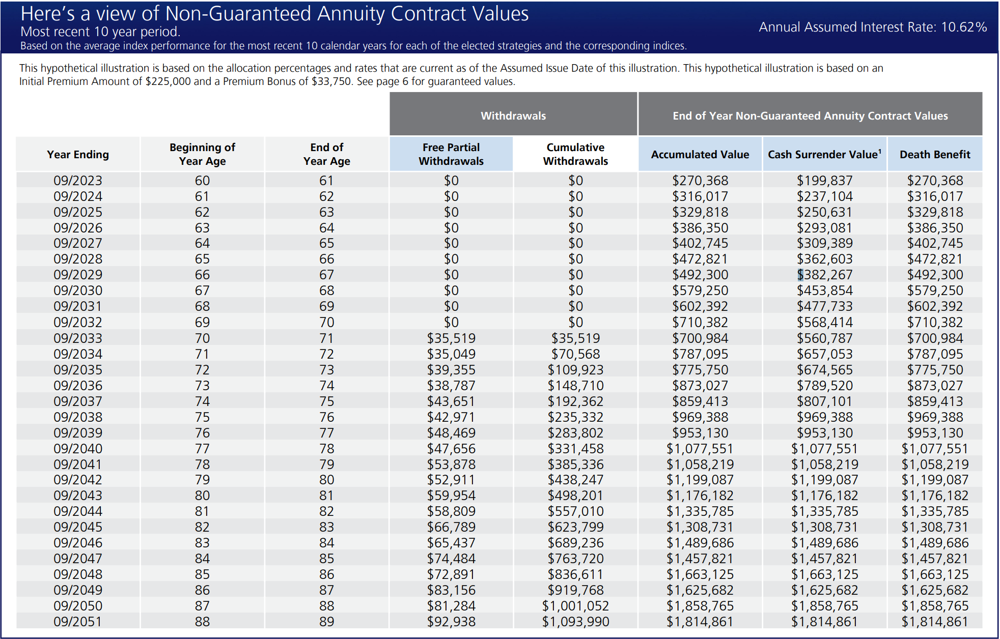 Here's a view of Non-Guaranteed Annuity Contract Values
Most recent 10 year period.
Annual Assumed Interest Rate: 10.62%
Based on the average index performance for the most recent 10 calendar years for each of the elected strategies and the corresponding indices.
This hypothetical illustration is based on the allocation percentages and rates that are current as of the Assumed Issue Date of this illustration. This hypothetical illustration is based on an
Initial Premium Amount of $225,000 and a Premium Bonus of $33,750. See page 6 for guaranteed values.
Withdrawals End of Year Non-Guaranteed Annuity Contract Values
Year Ending Beginning of Year Age End of Year Age Free Partial Withdrawals Cumulative Withdrawals Accumulated Value Cash Surrender Value¹ Death Benefit
09/2023 60 61 $0 $0 $270,368 $199,837 $270,368
09/2024 61 62 $0 $0 $316,017 $237,104 $316,017
09/2025 62 63 $0 $0 $329,818 $250,631 $329,818
09/2026 63 64 $0 $0 $386,350 $293,081 $386,350
09/2027 64 65 $0 $0 $402,745 $309,389 $402,745
09/2028 65 66 $0 $0 $472,821 $362,603 $472,821
09/2029 66 67 $0 $0 $492,300 $382,267 $492,300
09/2030 67 68 $0 $0 $579,250 $453,854 $579,250
09/2031 68 69 $0 $0 $602,392 $477,733 $602,392
09/2032 69 70 $0 $0 $710,382 $568,414 $710,382
09/2033 70 71 $35,519 $35,519 $700,984 $560,787 $700,984
09/2034 71 72 $35,049 $70,568 $787,095 $657,053 $787,095
09/2035 72 73 $39,355 $109,923 $775,750 $674,565 $775,750
09/2036 73 74 $38,787 $148,710 $873,027 $789,520 $873,027
09/2037 74 75 $43,651 $192,362 $859,413 $807,101 $859,413
09/2038 75 76 $42,971 $235,332 $969,388 $969,388 $969,388
09/2039 76 77 $48,469 $283,802 $953,130 $953,130 $953,130
09/2040 77 78 $47,656 $331,458 $1,077,551 $1,077,551 $1,077,551
09/2041 78 79 $53,878 $385,336 $1,058,219 $1,058,219 $1,058,219
09/2042 79 80 $52,911 $438,247 $1,199,087 $1,199,087 $1,199,087
09/2043 80 81 $59,954 $498,201 $1,176,182 $1,176,182 $1,176,182
09/2044 81 82 $58,809 $557,010 $1,335,785 $1,335,785 $1,335,785
09/2045 82 83 $66,789 $623,799 $1,308,731 $1,308,731 $1,308,731
09/2046 83 84 $65,437 $689,236 $1,489,686 $1,489,686 $1,489,686
09/2047 84 85 $74,484 $763,720 $1,457,821 $1,457,821 $1,457,821
09/2048 85 86 $72,891 $836,611 $1,663,125 $1,663,125 $1,663,125
09/2049 86 87 $83,156 $919,768 $1,625,682 $1,625,682 $1,625,682
09/2050 87 88 $81,284 $1,001,052 $1,858,765 $1,858,765 $1,858,765
09/2051 88 89 $92,938 $1,093,990 $1,814,861 $1,814,861 $1,814,861